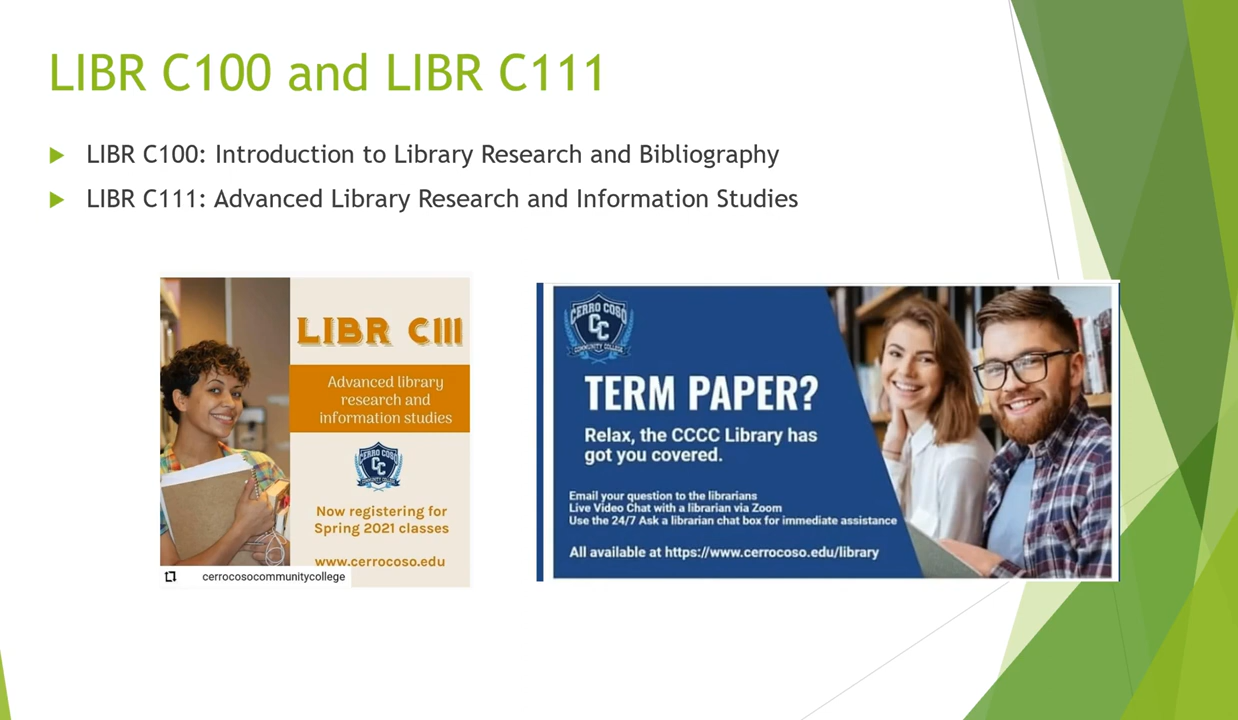 LIBR C100 and LIBR C111
LIBR C100: Introduction to Library Research and Bibliography
LIBR C111: Advanced Library Research and Information Studies
LIBR C111
Advanced library
research and
information studies
CERRO COSO
CC
COMMUNITY COLLEGE
Now registering for
Spring 2021 classes
www.cerrocoso.edu
cerrocosocommunitycollege
CERRO COSO
CC
COMMUNITY COLLEGE
TERM PAPER?
Relax, the CCCC Library has
got you covered.
Email your question to the librarians
Live Video Chat with a librarian via Zoom
Use the 24/7 Ask a librarian chat box for immediate assistance
All available at https://www.cerrocoso.edu/library